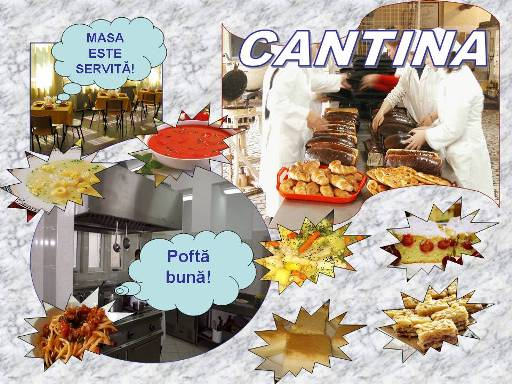 CANTINA
MASA
ESTE
SERVITĂ!
Poftă
bună!